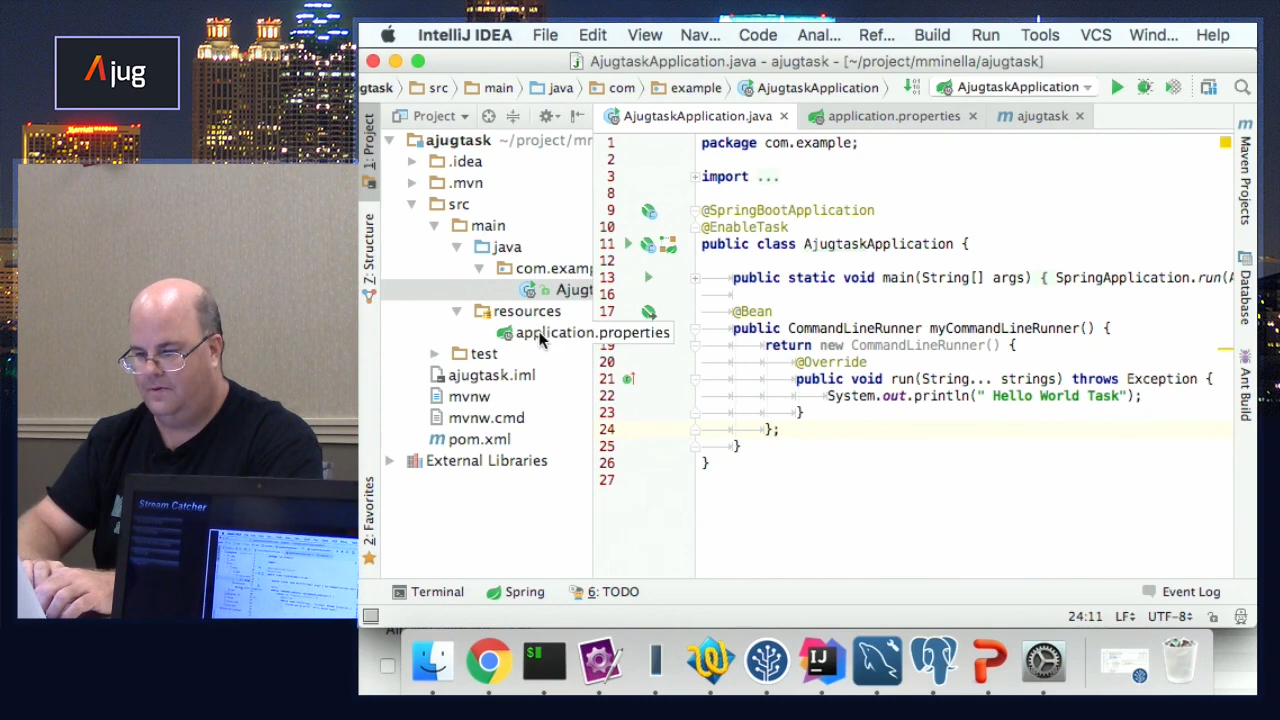 Ajug
IntelliJ IDEA File Edit View Nav... Code Anal... Ref... Build Run Tools VCS Wind... Help
AjugtaskApplication.java - ajugtask - [~/project/mminella/ajugtask]
gtask src main java com example AjugtaskApplication AjugtaskApplication
Project AjugtaskApplication.java application.properties ajugtask
1: Project
Z: Structure
2: Favorites
ajugtask ~/project/mr
.idea
.mvn
src
main
java
com.examp
Ajugt
resources
application.properties
test
ajugtask.iml
mvnw
mvnw.cmd
pom.xml
External Libraries
1 package com.example;
2
3 import ...
8
9 @SpringBootApplication
10 @EnableTask
11 public class AjugtaskApplication {
12
13 public static void main(String[] args) { SpringApplication.run(A
16
17 @Bean
public CommandLineRunner myCommandLineRunner() {
19 return new CommandLineRunner() {
20 @Override
21 public void run(String... strings) throws Exception {
22 System.out.println(" Hello World Task");
23 }
24 };
25 }
26 }
27
Maven Projects
Database
Ant Build
Terminal Spring 6: TODO Event Log
24:11 LF÷ UTF-8÷
Stream Catcher
$
IJ